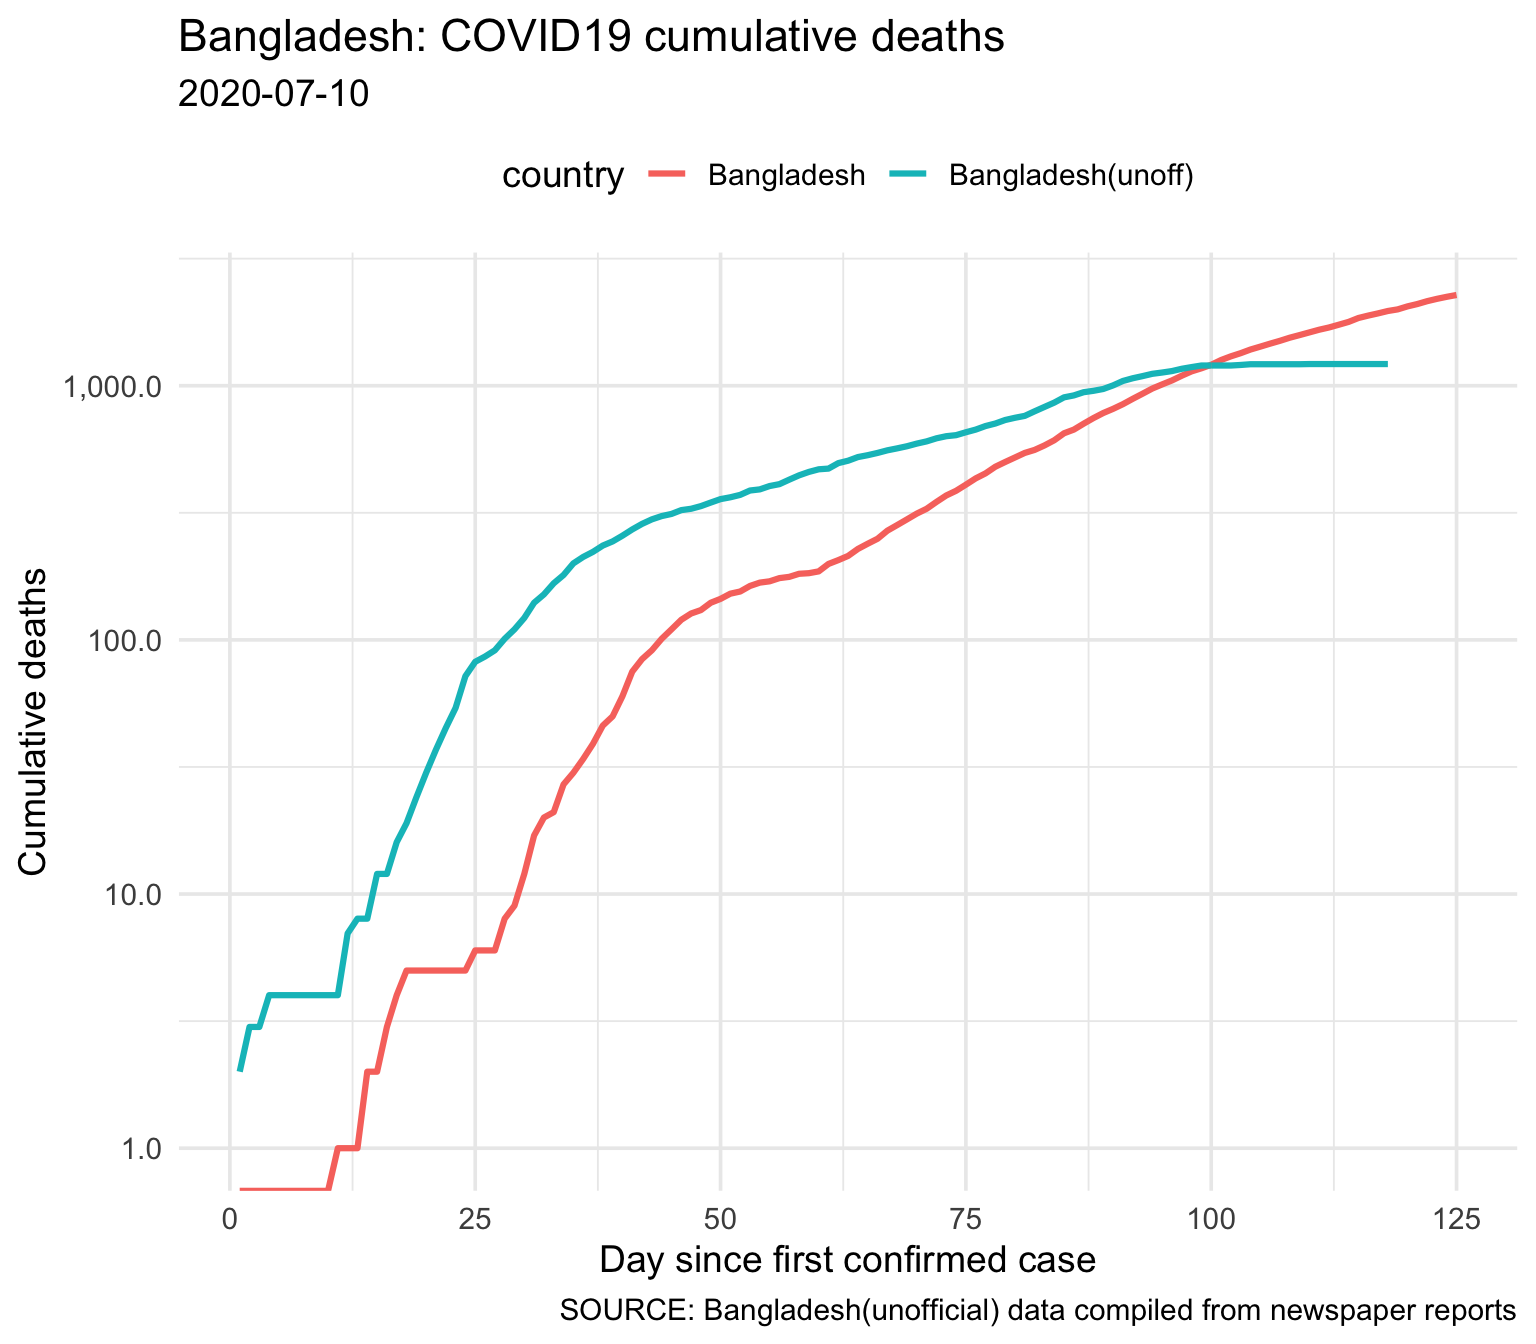 Bangladesh: COVID19 cumulative deaths
2020-07-10
country Bangladesh Bangladesh(unoff)
Cumulative deaths
1,000.0
100.0
10.0
1.0
0 25 50 75 100 125
Day since first confirmed case
SOURCE: Bangladesh(unofficial) data compiled from newspaper reports